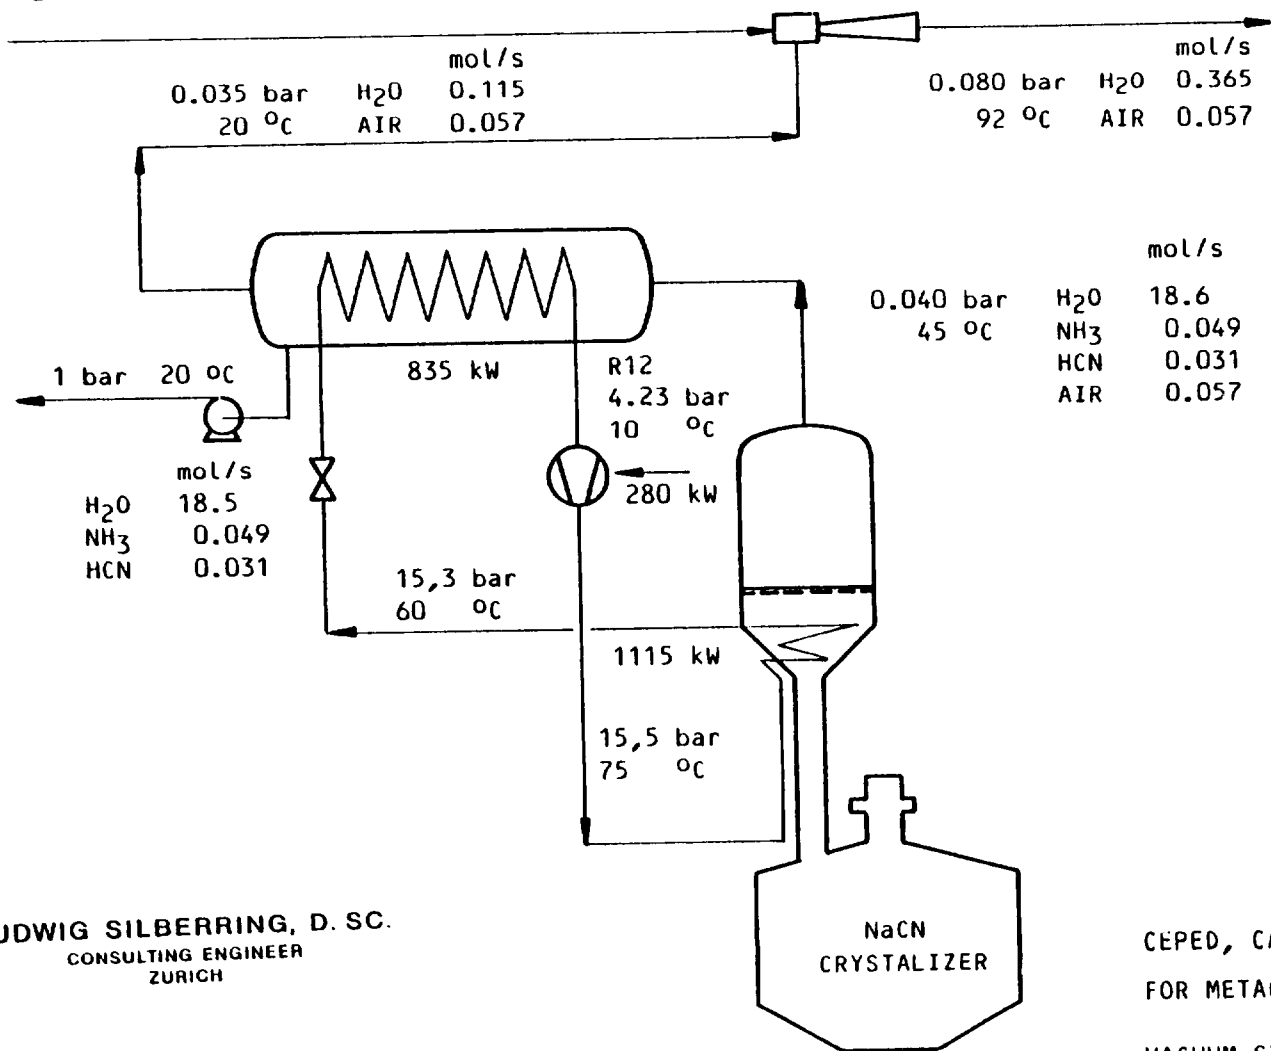 mol/s
0.035 bar H2O 0.115
20 °C AIR 0.057
mol/s
0.080 bar H2O 0.365
92 °C AIR 0.057
mol/s
0.040 bar H2O 18.6
45 °C NH3 0.049
HCN 0.031
AIR 0.057
835 kW
R12
4.23 bar
10 °C
280 kW
1 bar 20 °C
mol/s
H2O 18.5
NH3 0.049
HCN 0.031
15,3 bar
60 °C
1115 kW
15,5 bar
75 °C
NaCN
CRYSTALIZER
UDWIG SILBERRING, D. SC.
CONSULTING ENGINEER
ZURICH
CEPED,
FOR